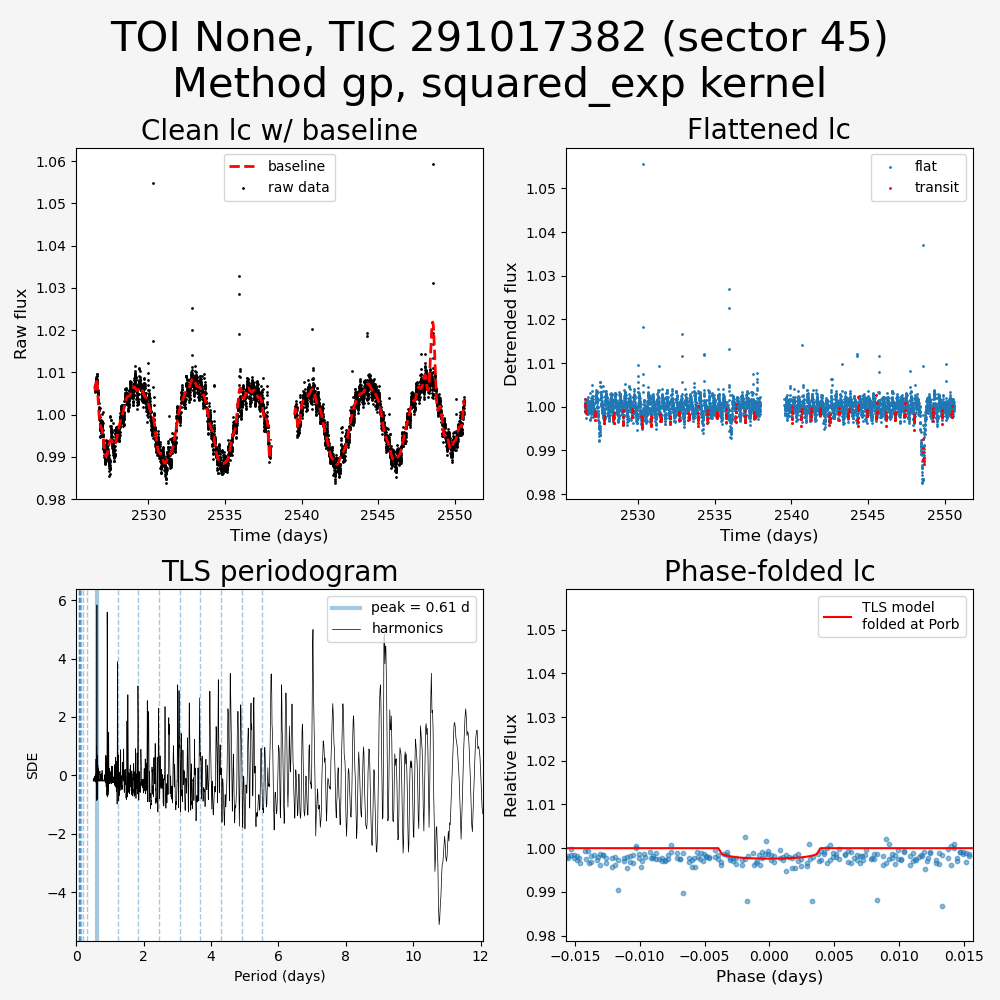 TOI None, TIC 291017382 (sector 45)
Method gp, squared_exp kernel
Clean lc w/ baseline
baseline
raw data
1.06
1.05
1.04
1.03
1.02
1.01
1.00
0.99
0.98
Raw flux
2530
2535
2540
2545
2550
Time (days)
Flattened lc
flat
transit
1.05
1.04
1.03
1.02
1.01
1.00
0.99
0.98
Detrended flux
2530
2535
2540
2545
2550
Time (days)
TLS periodogram
peak = 0.61 d
harmonics
6
4
2
0
−2
−4
SDE
0
2
4
6
8
10
12
Period (days)
Phase-folded lc
TLS model
folded at Porb
1.05
1.04
1.03
1.02
1.01
1.00
0.99
0.98
Relative flux
−0.015
−0.010
−0.005
0.000
0.005
0.010
0.015
Phase (days)